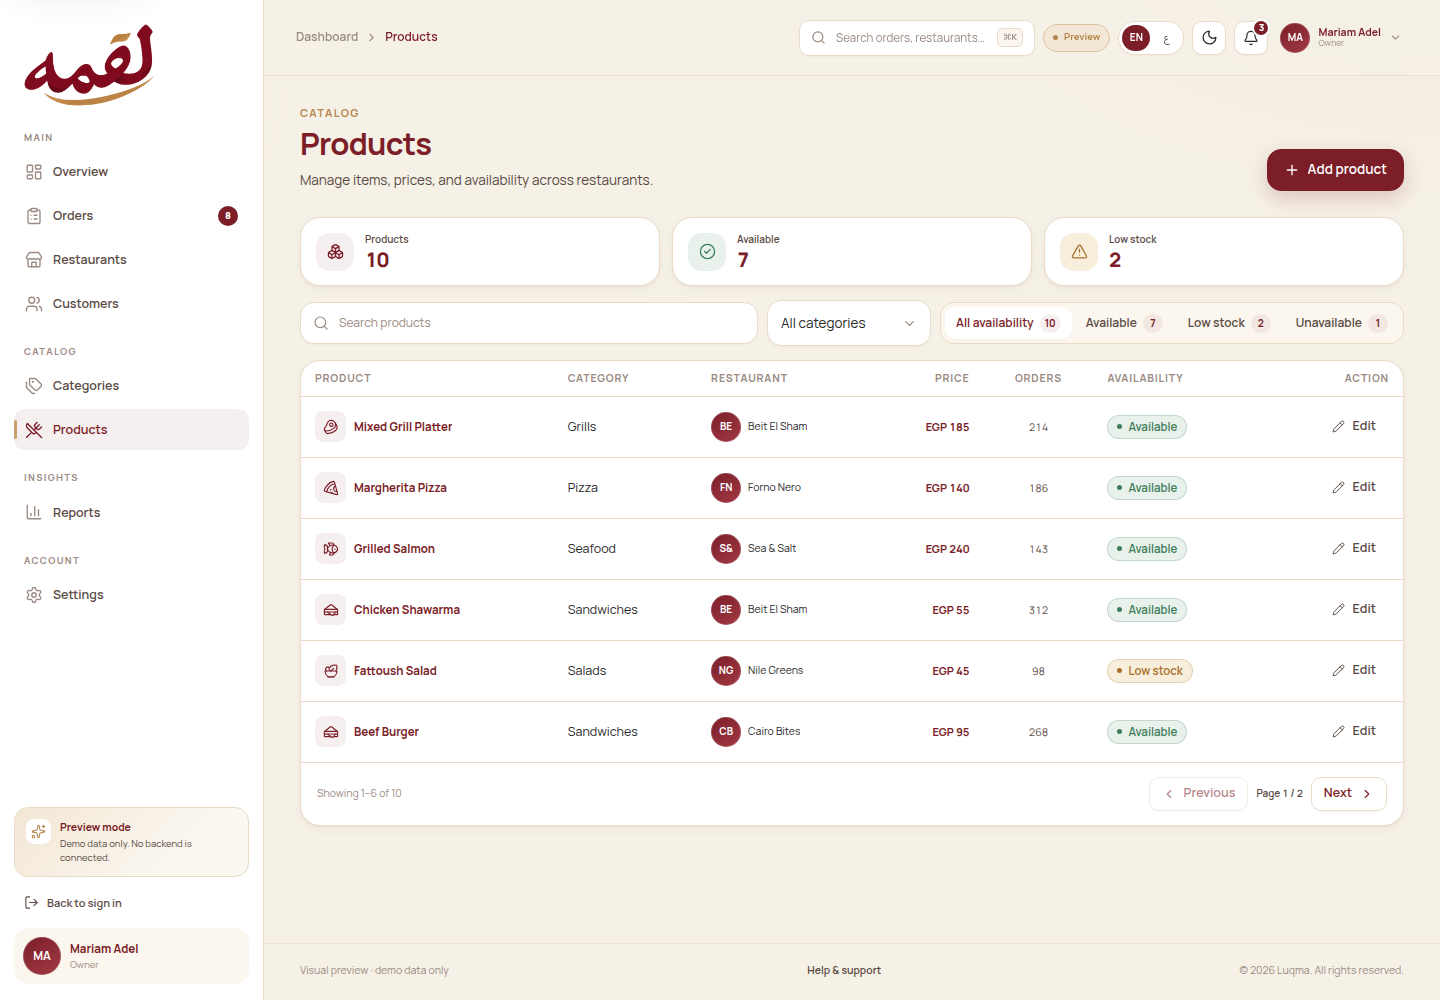 لقمه
MAIN
Overview
Orders 8
Restaurants
Customers
CATALOG
Categories
Products
INSIGHTS
Reports
ACCOUNT
Settings
Preview mode
Demo data only. No backend is
connected.
Back to sign in
MA Mariam Adel
Owner
Dashboard > Products
Search orders, restaurants... ⌘K
Preview
EN ع
3
MA Mariam Adel
Owner
CATALOG
Products
Manage items, prices, and availability across restaurants.
Add product
Products
10
Available
7
Low stock
2
Search products
All categories
All availability 10 Available 7 Low stock 2 Unavailable 1
PRODUCT CATEGORY RESTAURANT PRICE ORDERS AVAILABILITY ACTION
Mixed Grill Platter Grills BE Beit El Sham EGP 185 214 Available Edit
Margherita Pizza Pizza FN Forno Nero EGP 140 186 Available Edit
Grilled Salmon Seafood S& Sea & Salt EGP 240 143 Available Edit
Chicken Shawarma Sandwiches BE Beit El Sham EGP 55 312 Available Edit
Fattoush Salad Salads NG Nile Greens EGP 45 98 Low stock Edit
Beef Burger Sandwiches CB Cairo Bites EGP 95 268 Available Edit
Showing 1–6 of 10 Previous Page 1 / 2 Next
Visual preview · demo data only Help & support © 2026 Luqma. All rights reserved.